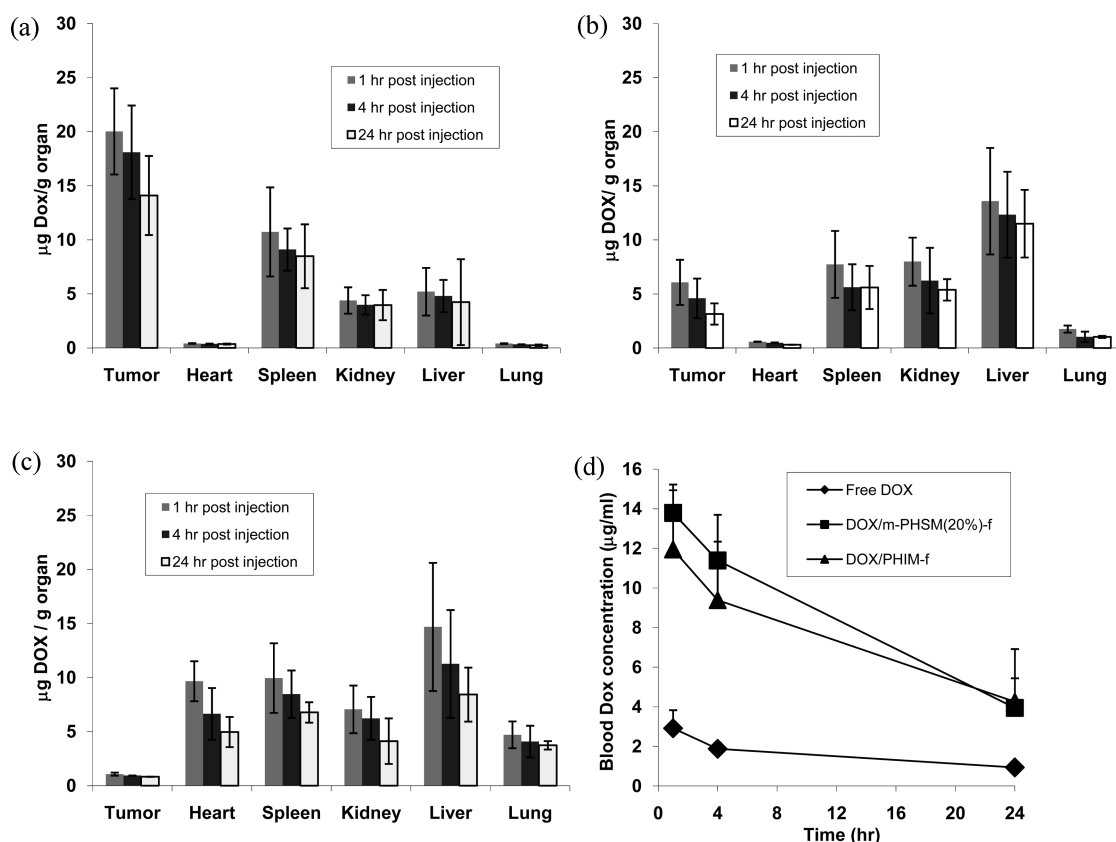 (a)
30
25
20
15
10
5
0
μg Dox/g organ
1 hr post injection
4 hr post injection
24 hr post injection
Tumor Heart Spleen Kidney Liver Lung
(b)
30
25
20
15
10
5
0
μg DOX/ g organ
1 hr post injection
4 hr post injection
24 hr post injection
Tumor Heart Spleen Kidney Liver Lung
(c)
30
25
20
15
10
5
0
μg DOX / g organ
1 hr post injection
4 hr post injection
24 hr post injection
Tumor Heart Spleen Kidney Liver Lung
(d)
16
14
12
10
8
6
4
2
0
Blood Dox concentration (μg/ml)
Free DOX
DOX/m-PHSM(20%)-f
DOX/PHIM-f
0 4 8 12 16 20 24
Time (hr)